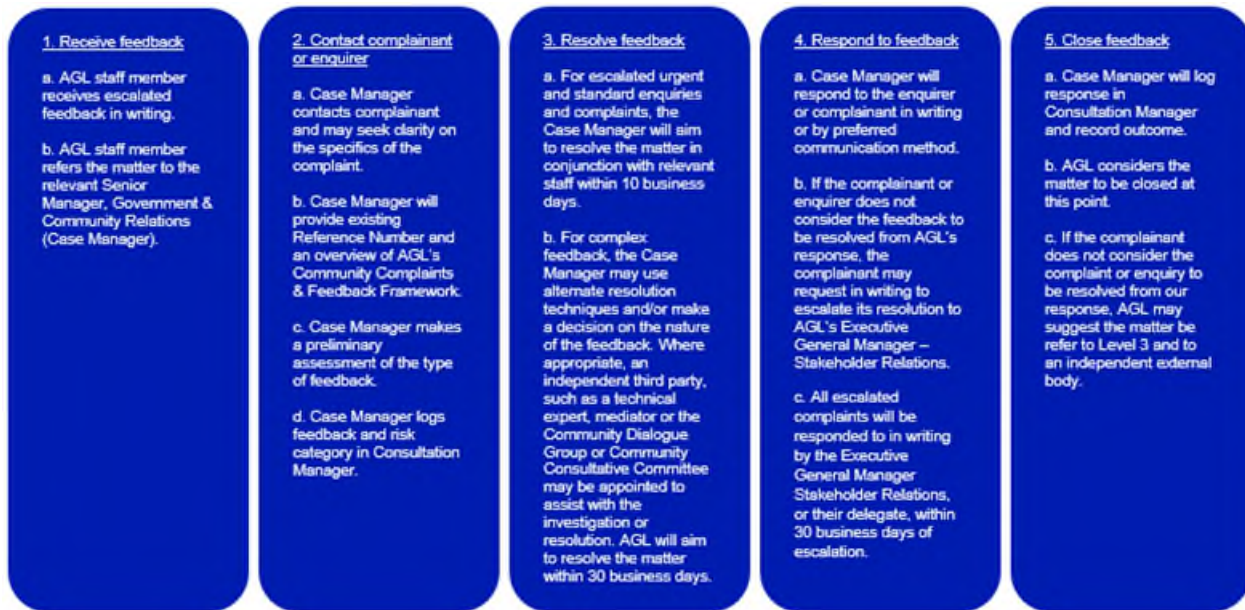 1. Receive feedback
a. AGL staff member
receives escalated
feedback in writing.
b. AGL staff member
refers the matter to the
relevant Senior
Manager, Government &
Community Relations
(Case Manager).
2. Contact complainant
or enquirer
a. Case Manager
contacts complainant
and may seek clarity on
the specifics of the
complaint.
b. Case Manager will
provide existing
Reference Number and
an overview of AGL's
Community Complaints
& Feedback Framework.
c. Case Manager makes
a preliminary
assessment of the type
of feedback.
d. Case Manager logs
feedback and risk
category in Consultation
Manager.
3. Resolve feedback
a. For escalated urgent
and standard enquiries
and complaints, the
Case Manager will aim
to resolve the matter in
conjunction with relevant
staff within 10 business
days.
b. For complex
feedback, the Case
Manager may use
alternate resolution
techniques and/or make
a decision on the nature
of the feedback. Where
appropriate, an
independent third party,
such as a technical
expert, mediator or the
Community Dialogue
Group or Community
Consultative Committee
may be appointed to
assist with the
investigation or
resolution. AGL will aim
to resolve the matter
within 30 business days.
4. Respond to feedback
a. Case Manager will
respond to the enquirer
or complainant in writing
or by preferred
communication method.
b. If the complainant or
enquirer does not
consider the feedback to
be resolved from AGL's
response, the
complainant may
request in writing to
escalate its resolution to
AGL's Executive
General Manager –
Stakeholder Relations.
c. All escalated
complaints will be
responded to in writing
by the Executive
General Manager
Stakeholder Relations,
or their delegate, within
30 business days of
escalation.
5. Close feedback
a. Case Manager will log
response in
Consultation Manager
and record outcome.
b. AGL considers the
matter to be closed at
this point.
c. If the complainant
does not consider the
complaint or enquiry to
be resolved from our
response, AGL may
suggest the matter be
refer to Level 3 and to
an independent external
body.